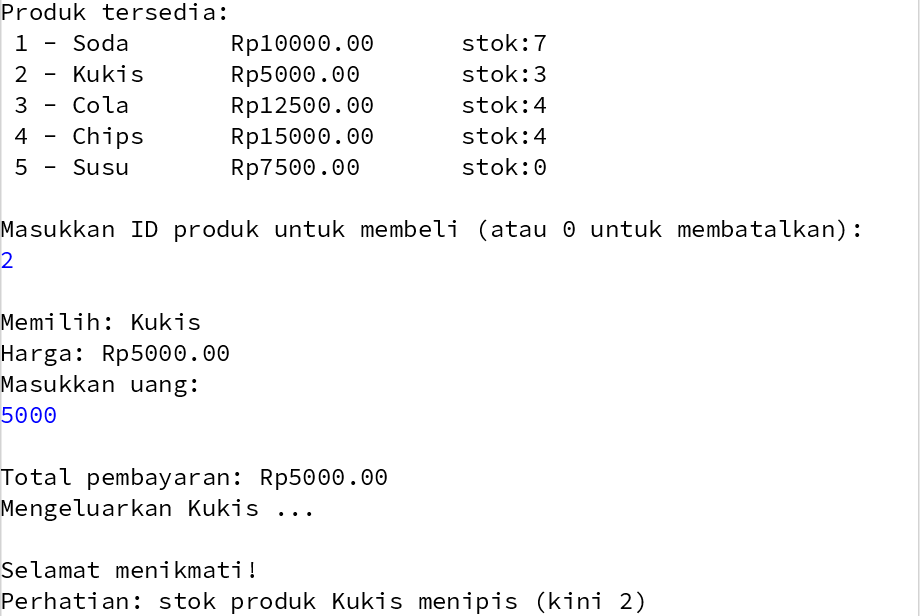 Produk tersedia:
1 - Soda Rp10000.00 stok:7
2 - Kukis Rp5000.00 stok:3
3 - Cola Rp12500.00 stok:4
4 - Chips Rp15000.00 stok:4
5 - Susu Rp7500.00 stok:0
Masukkan ID produk untuk membeli (atau 0 untuk membatalkan):
2
Memilih: Kukis
Harga: Rp5000.00
Masukkan uang:
5000
Total pembayaran: Rp5000.00
Mengeluarkan Kukis ...
Selamat menikmati!
Perhatian: stok produk Kukis menipis (kini 2)